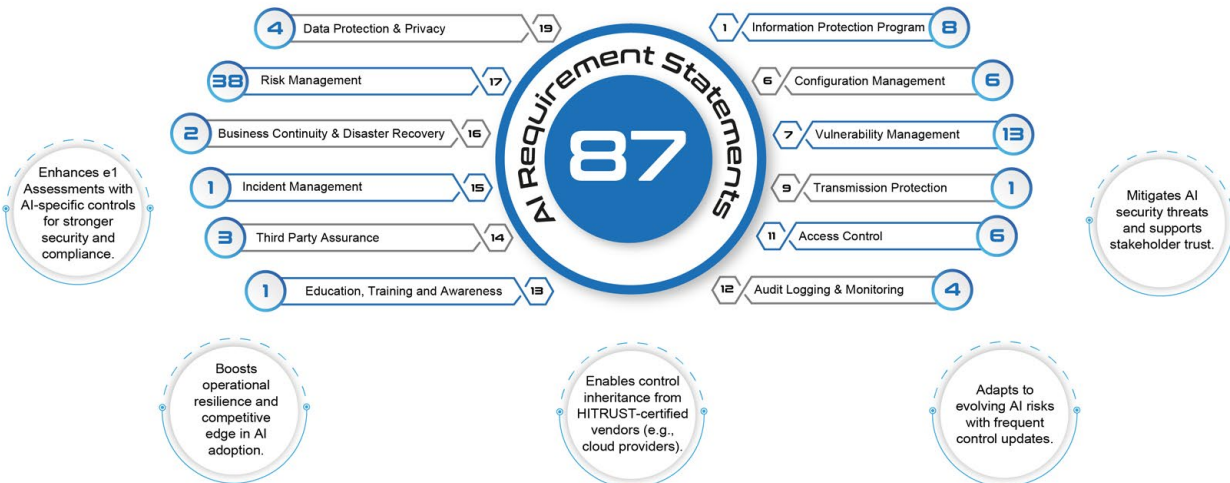 4 Data Protection & Privacy 19
38 Risk Management 17
2 Business Continuity & Disaster Recovery 16
1 Incident Management 15
3 Third Party Assurance 14
1 Education, Training and Awareness 13
AI Requirement Statements
87
1 Information Protection Program 8
6 Configuration Management 6
7 Vulnerability Management 13
9 Transmission Protection 1
11 Access Control 6
12 Audit Logging & Monitoring 4
Enhances e1
Assessments with
AI-specific controls
for stronger
security and
compliance.
Boosts
operational
resilience and
competitive
edge in AI
adoption.
Enables control
inheritance from
HITRUST-certified
vendors (e.g.,
cloud providers).
Adapts to
evolving AI risks
with frequent
control updates.
Mitigates AI
security threats
and supports
stakeholder trust.